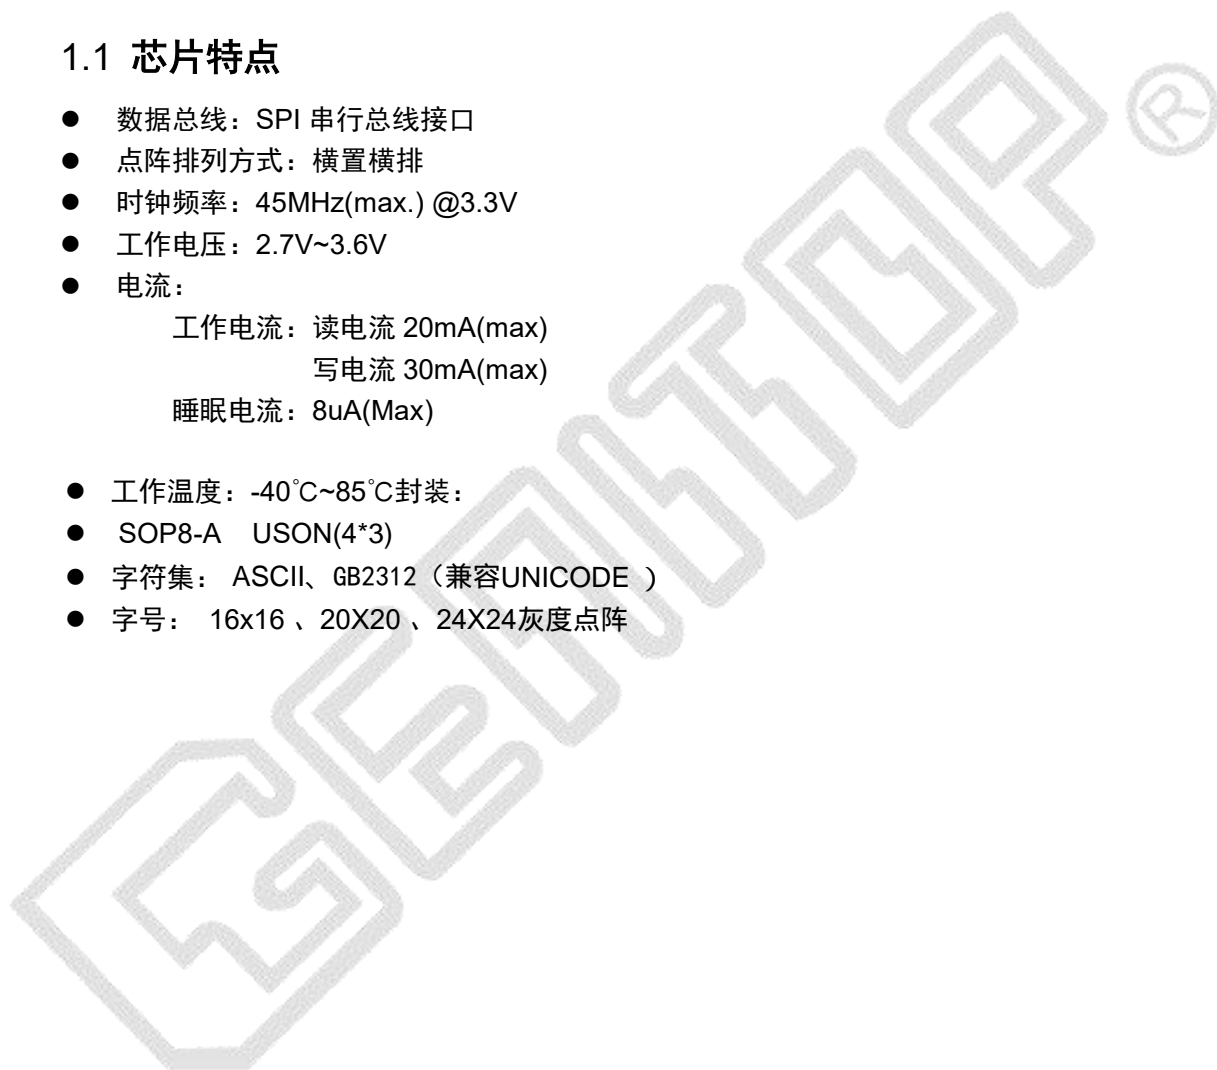 1.1 芯片特点
● 数据总线：SPI 串行总线接口
● 点阵排列方式：横置横排
● 时钟频率：45MHz(max.) @3.3V
● 工作电压：2.7V~3.6V
● 电流：
工作电流：读电流 20mA(max)
写电流 30mA(max)
睡眠电流：8uA(Max)
● 工作温度：-40℃~85℃封装：
● SOP8-A USON(4*3)
● 字符集： ASCII、GB2312（兼容UNICODE ）
● 字号： 16x16 、20X20 、24X24灰度点阵
GENITOP®